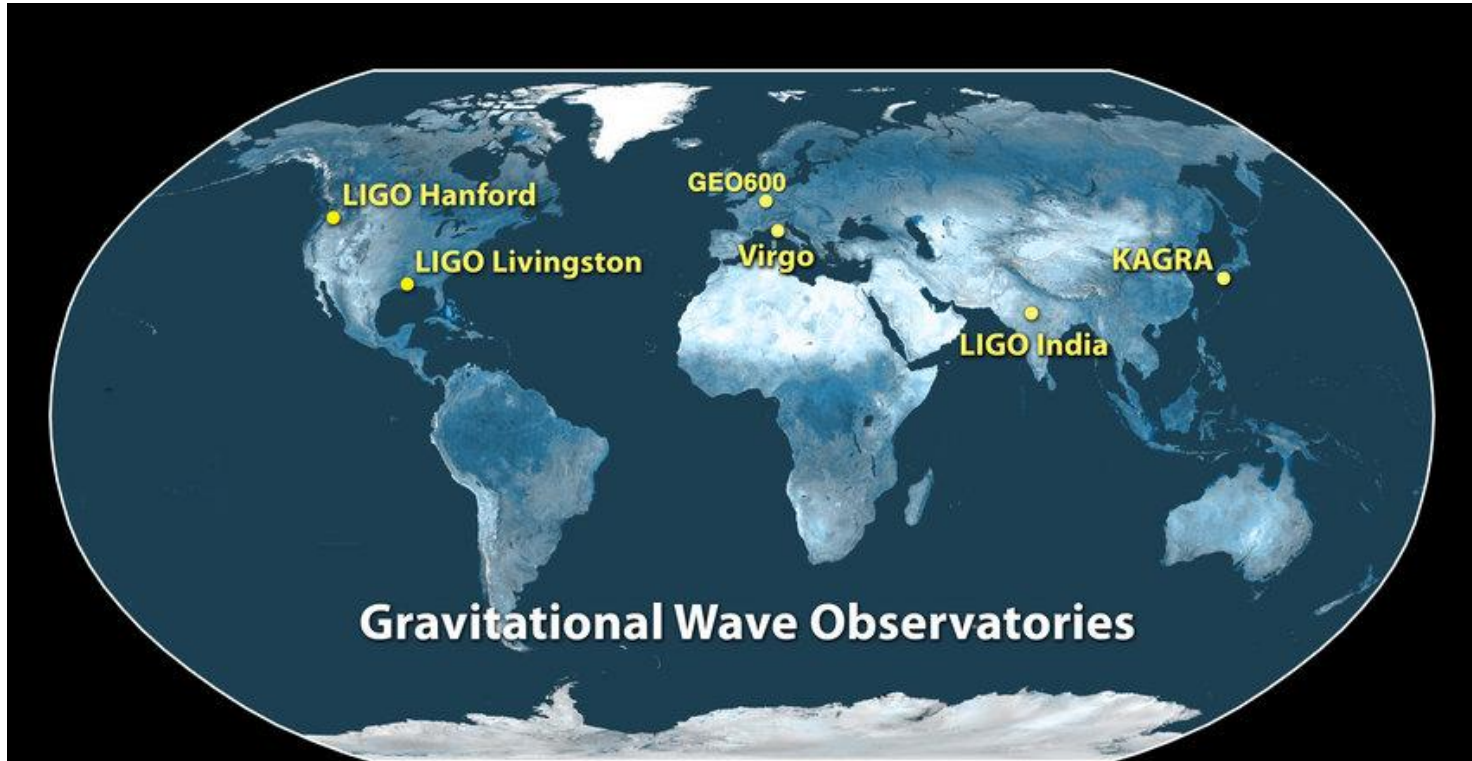 GEO600
LIGO Hanford
Virgo
LIGO Livingston
KAGRA
LIGO India
Gravitational Wave Observatories